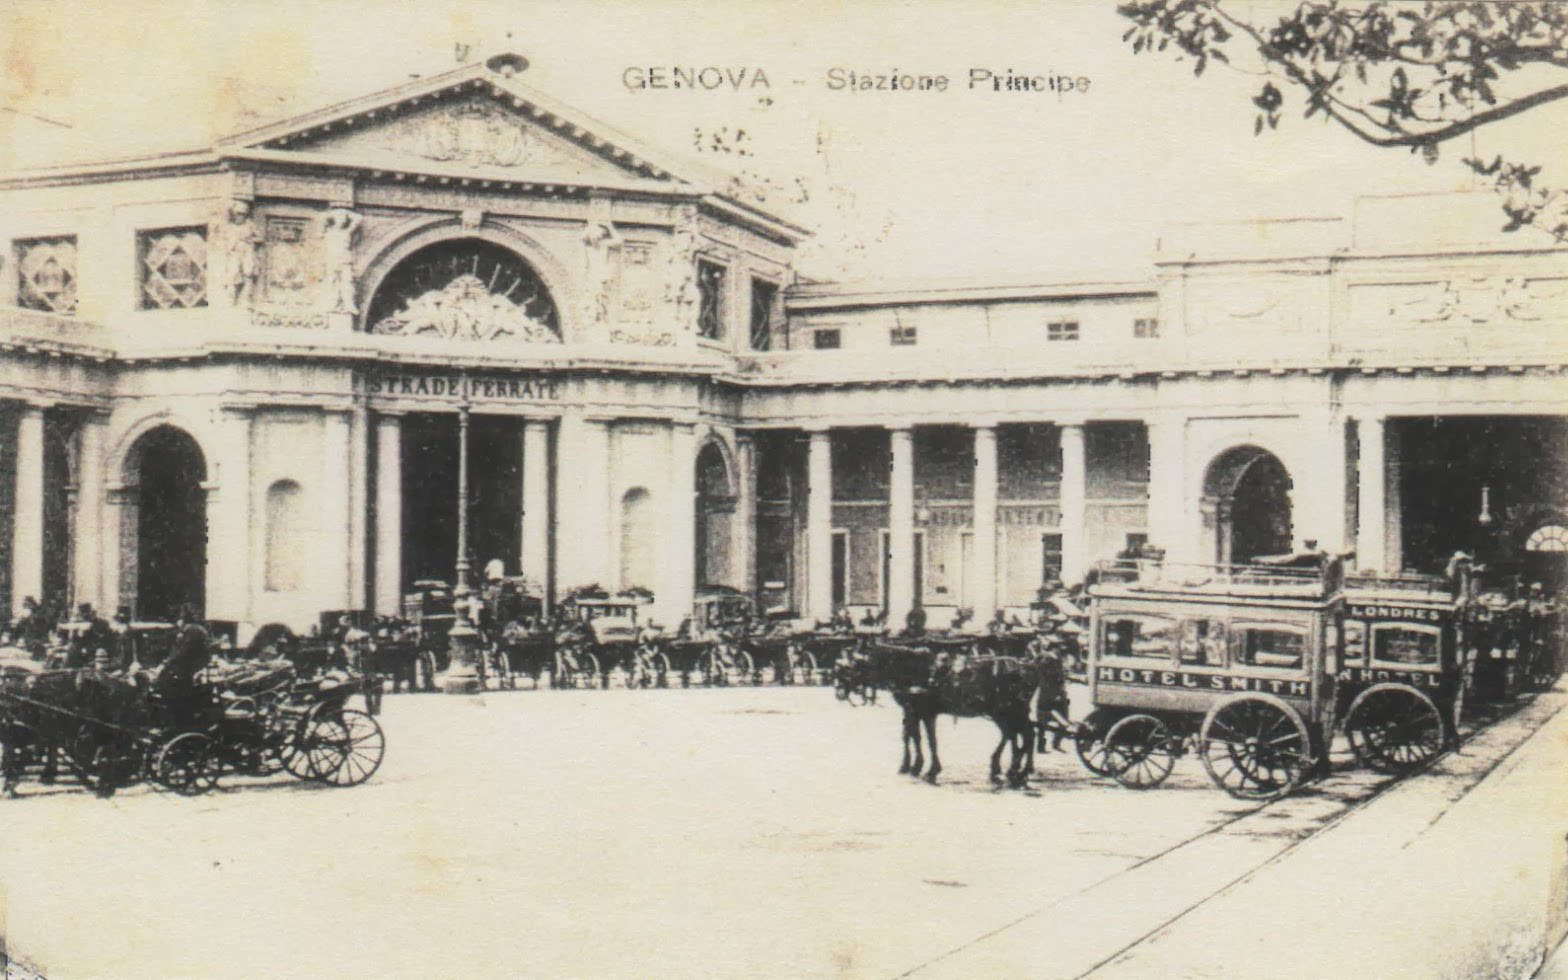 GENOVA - Stazione Principe
STRADE FERRATE
HOTEL SMITH
LONDRES
HOTEL